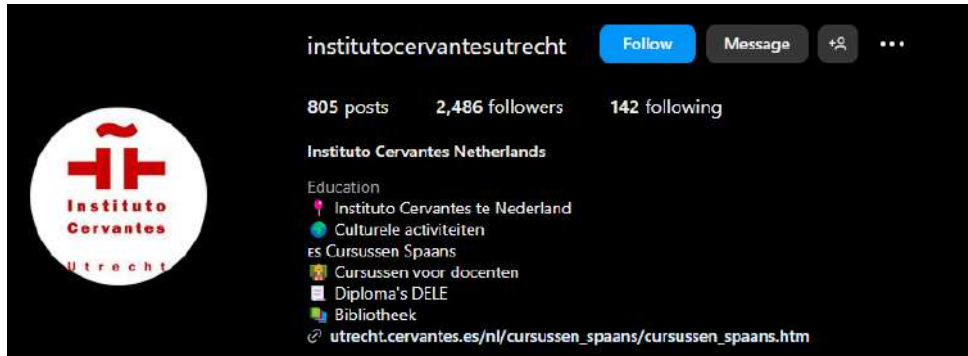 institutocervantesutrecht Follow Message
805 posts 2,486 followers 142 following
Instituto Cervantes Netherlands
Education
Instituto Cervantes te Nederland
Culturele activiteiten
ES Cursussen Spaans
Cursussen voor docenten
Diploma's DELE
Bibliotheek
utrecht.cervantes.es/nl/cursussen_spaans/cursussen_spaans.htm
Instituto
Cervantes
Utrecht